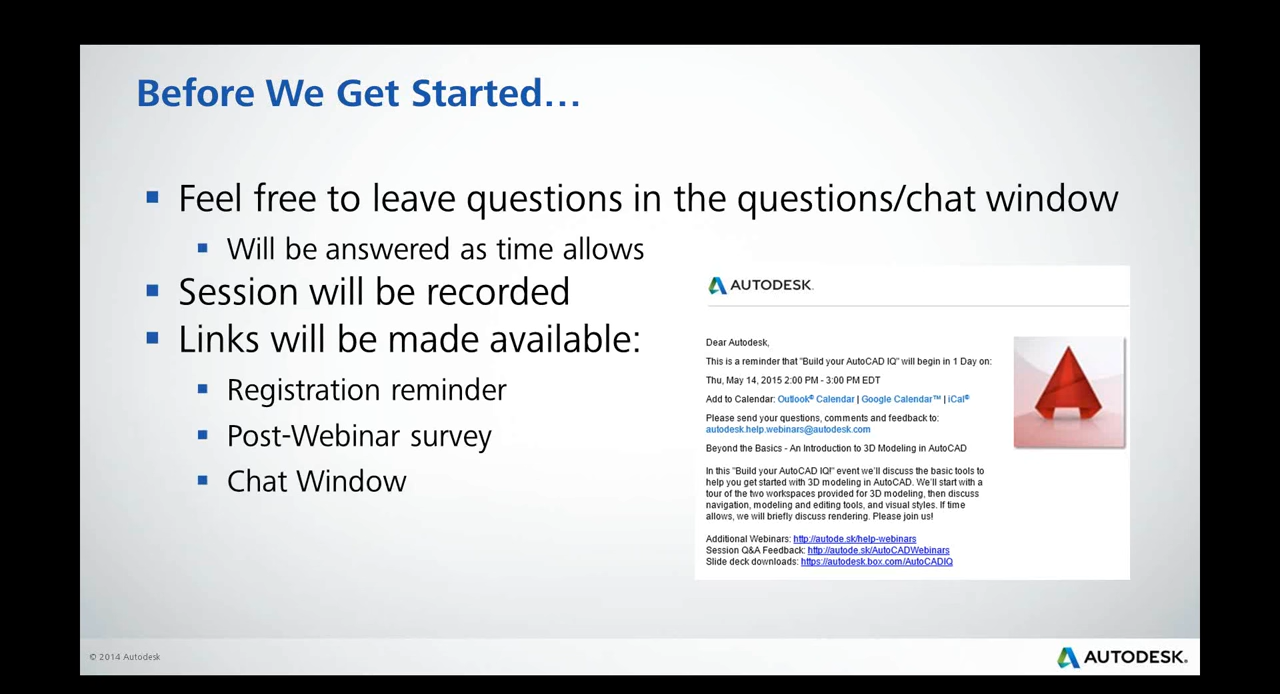 Before We Get Started…
Feel free to leave questions in the questions/chat window
Will be answered as time allows
Session will be recorded
Links will be made available:
Registration reminder
Post-Webinar survey
Chat Window
AUTODESK.
Dear Autodesk,
This is a reminder that "Build your AutoCAD IQ" will begin in 1 Day on:
Thu, May 14, 2015 2:00 PM - 3:00 PM EDT
Add to Calendar: Outlook® Calendar | Google Calendar™ | iCal®
Please send your questions, comments and feedback to:
autodesk.help.webinars@autodesk.com
Beyond the Basics - An Introduction to 3D Modeling in AutoCAD
In this "Build your AutoCAD IQ!" event we'll discuss the basic tools to
help you get started with 3D modeling in AutoCAD. We'll start with a
tour of the two workspaces provided for 3D modeling, then discuss
navigation, modeling and editing tools, and visual styles. If time
allows, we will briefly discuss rendering. Please join us!
Additional Webinars: http://autode.sk/help-webinars
Session Q&A Feedback: http://autode.sk/AutoCADWebinars
Slide deck downloads: https://autodesk.box.com/AutoCADIQ
© 2014 Autodesk
AUTODESK.